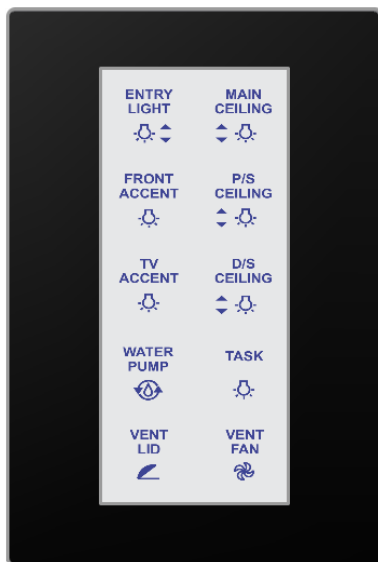 ENTRY
LIGHT
MAIN
CEILING
FRONT
ACCENT
P/S
CEILING
TV
ACCENT
D/S
CEILING
WATER
PUMP
TASK
VENT
LID
VENT
FAN